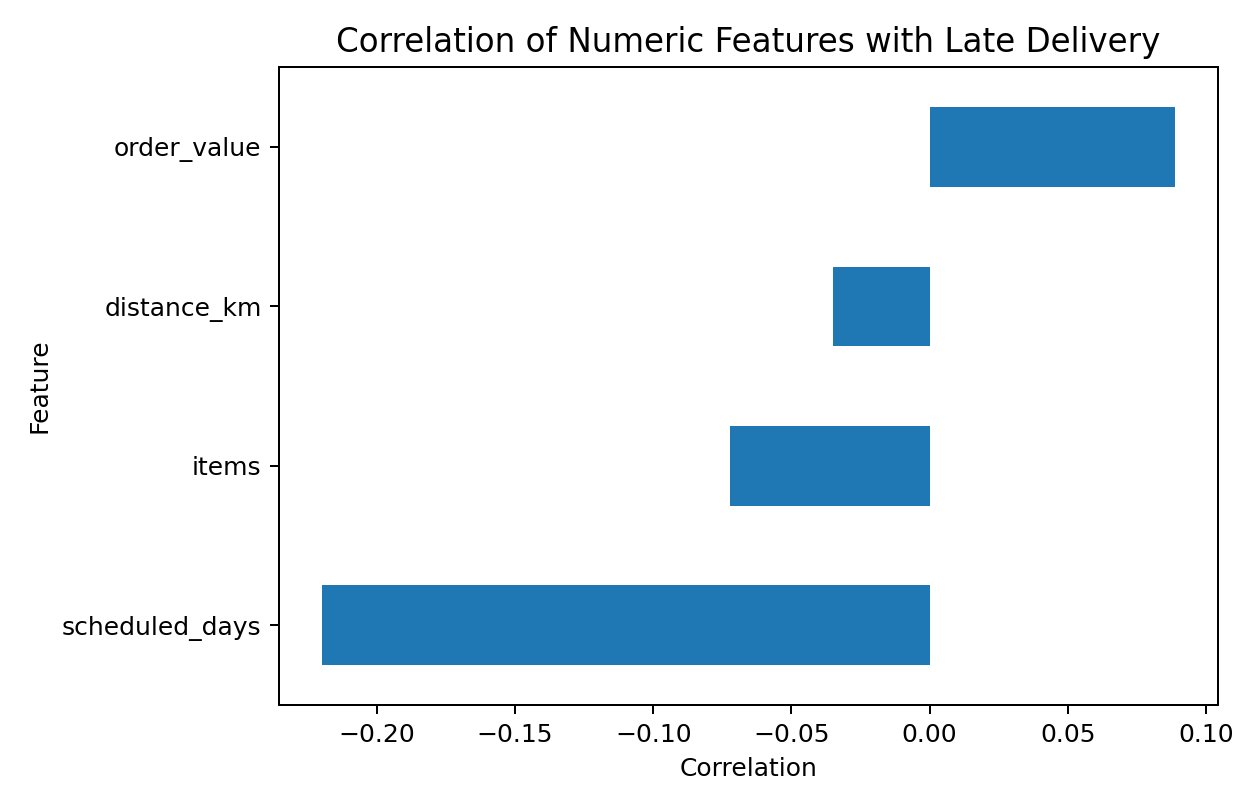 Correlation of Numeric Features with Late Delivery
order_value
distance_km
items
scheduled_days
Feature
−0.20 −0.15 −0.10 −0.05 0.00 0.05 0.10
Correlation